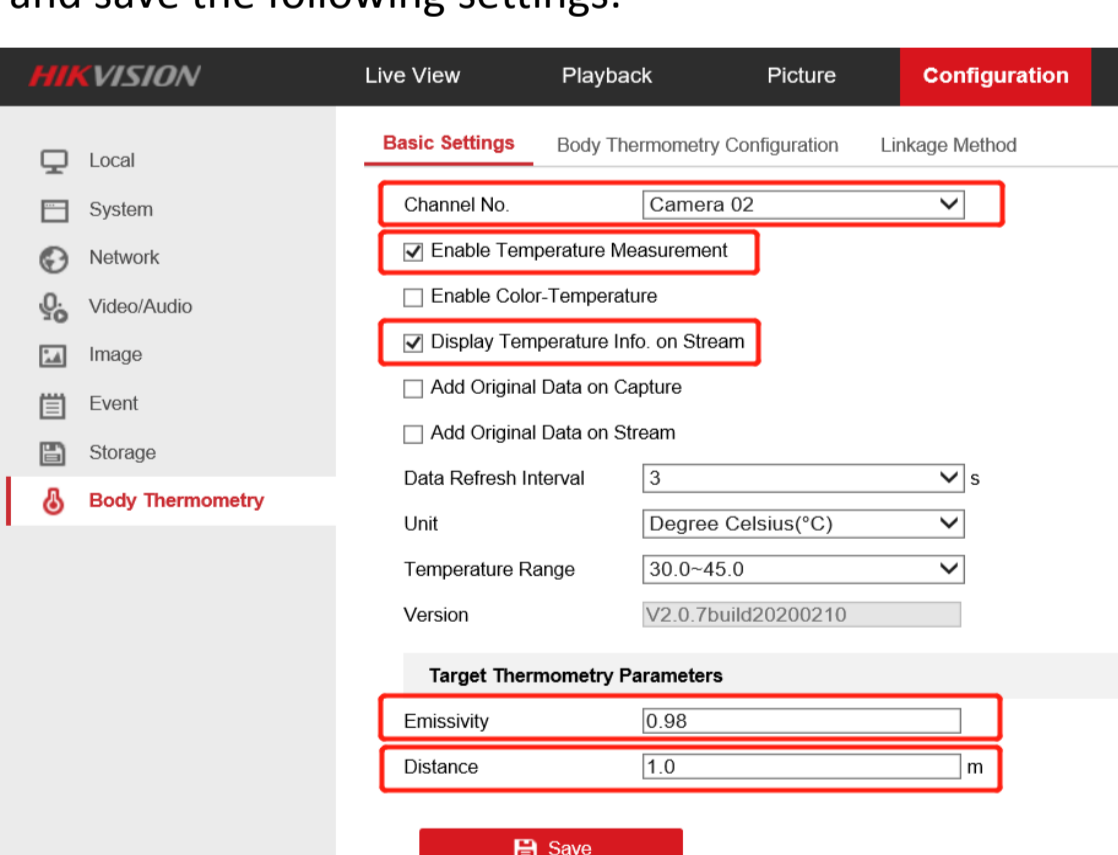 and save the following settings:
HIKVISION Live View Playback Picture Configuration
Basic Settings Body Thermometry Configuration Linkage Method
Local
System
Network
Video/Audio
Image
Event
Storage
Body Thermometry
Channel No. Camera 02
Enable Temperature Measurement
Enable Color-Temperature
Display Temperature Info. on Stream
Add Original Data on Capture
Add Original Data on Stream
Data Refresh Interval 3 s
Unit Degree Celsius(°C)
Temperature Range 30.0~45.0
Version V2.0.7build20200210
Target Thermometry Parameters
Emissivity 0.98
Distance 1.0 m
Save